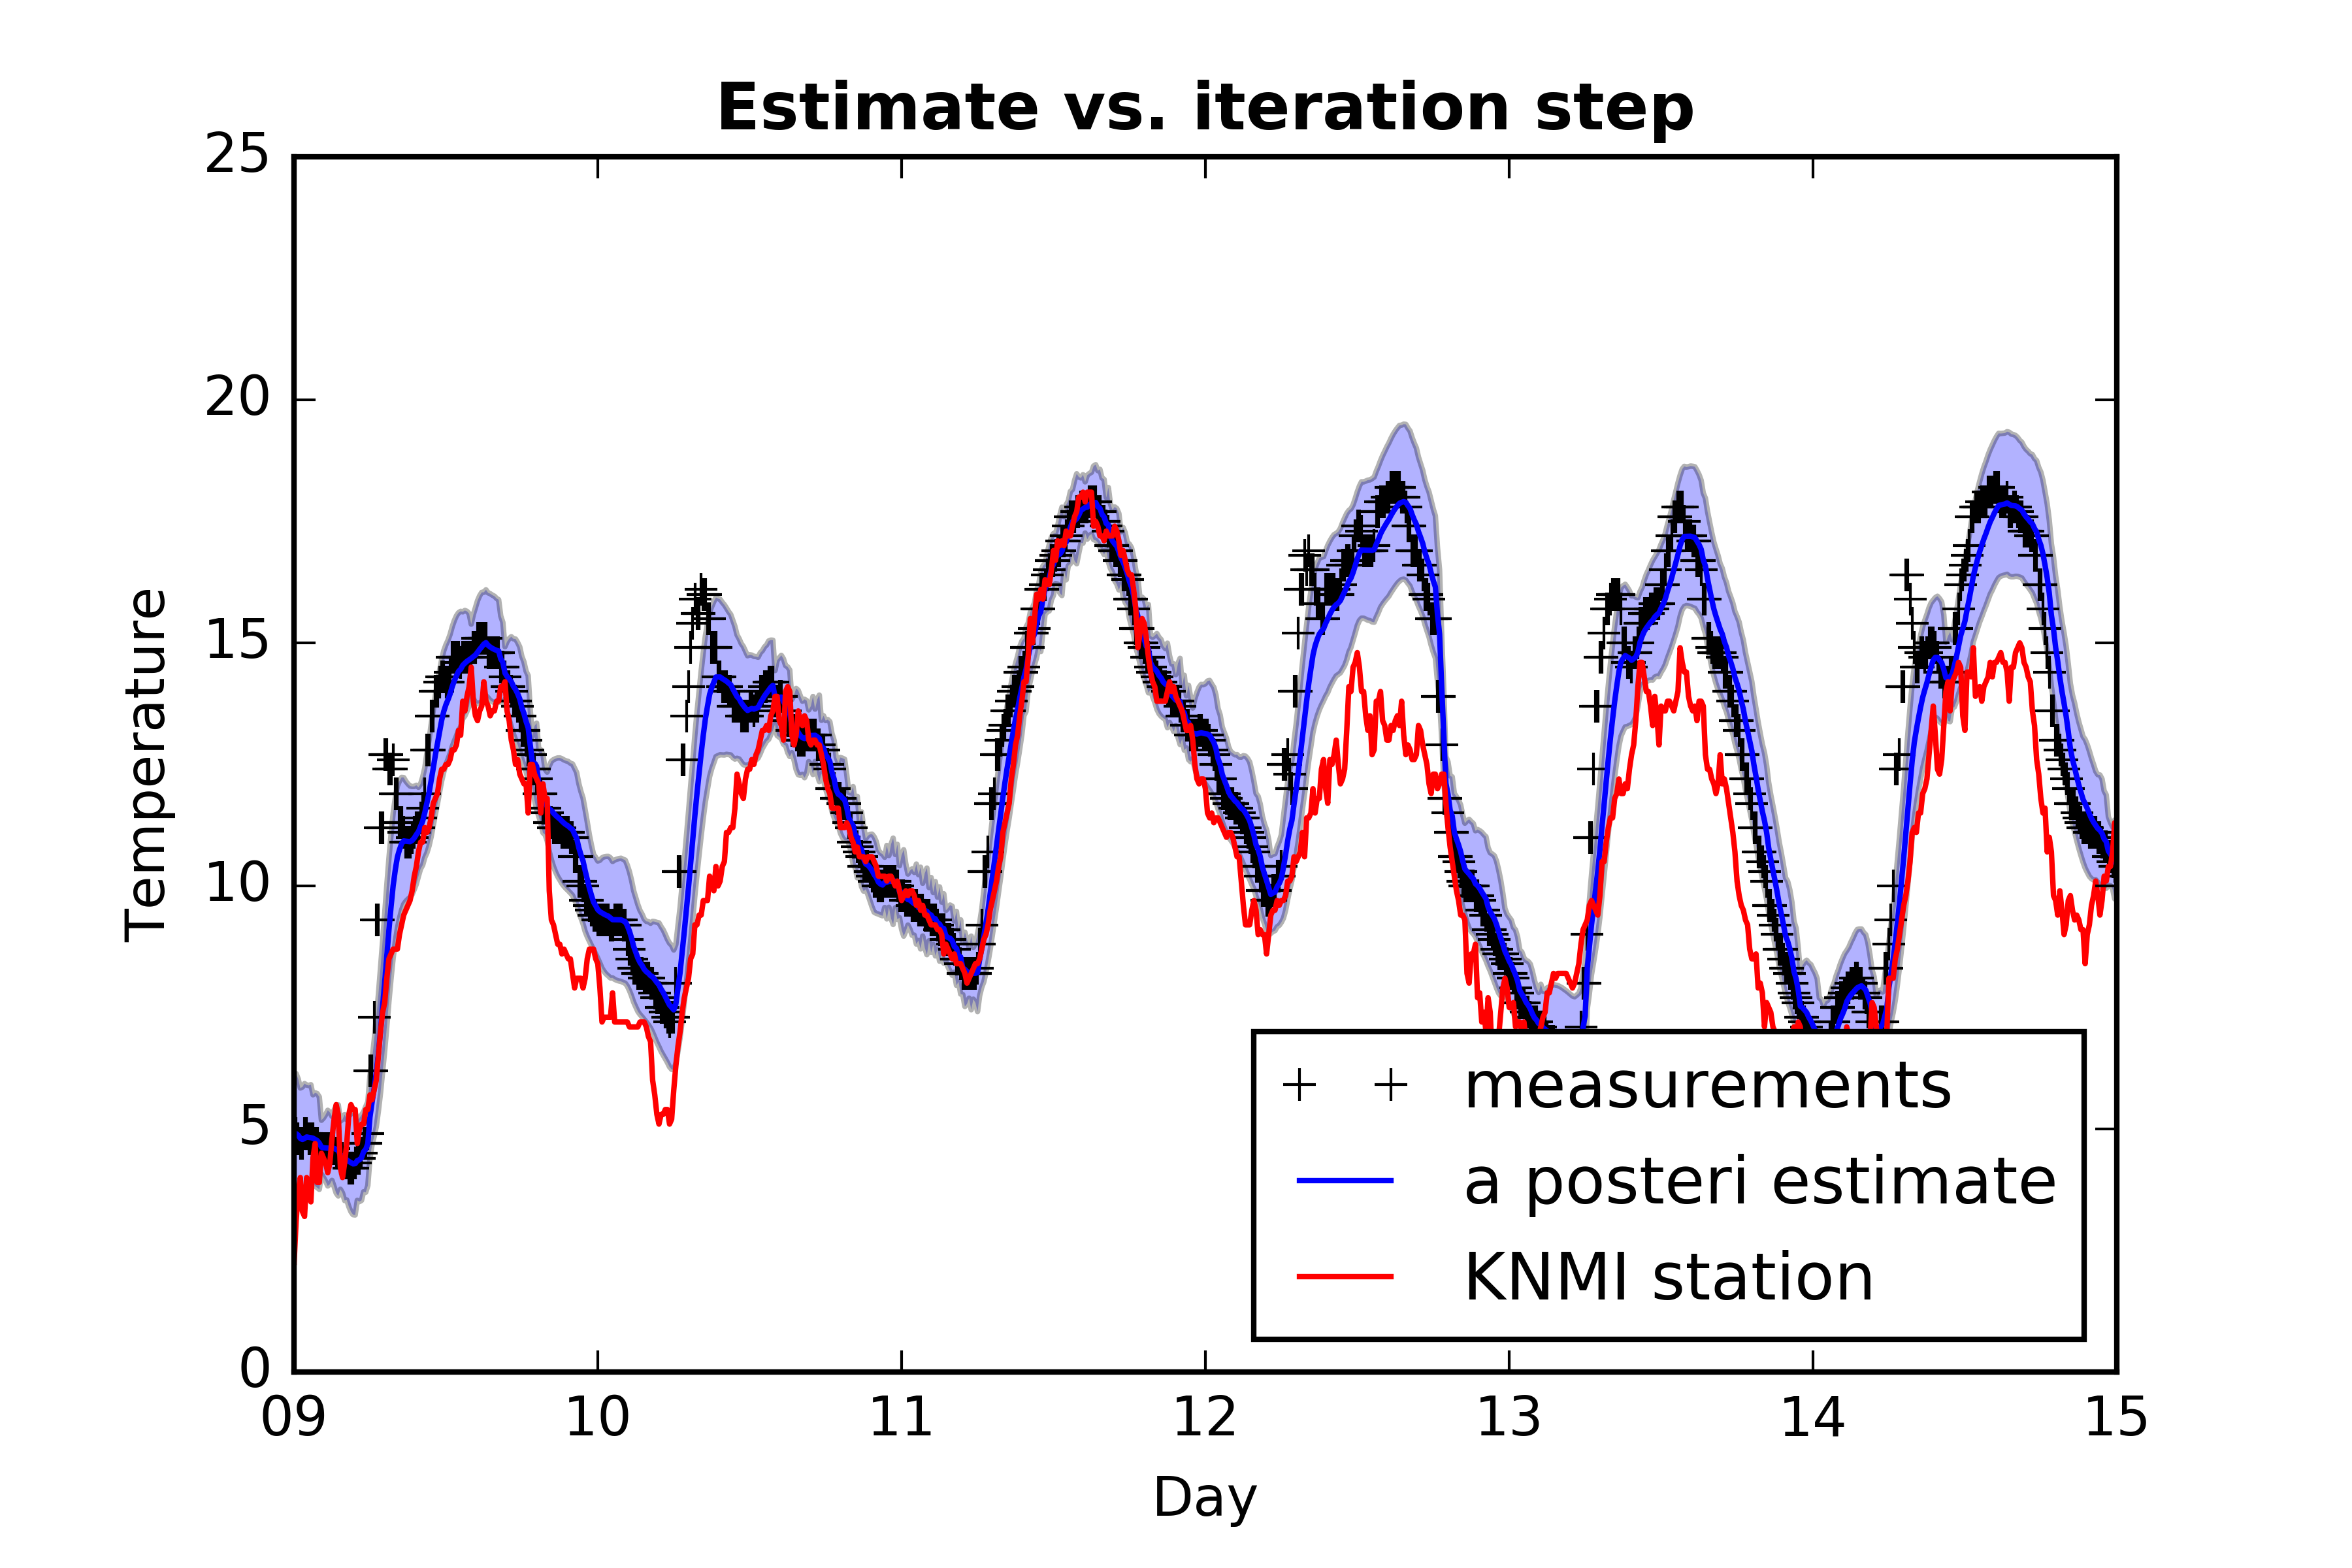 Estimate vs. iteration step
25
20
15
10
5
0
Temperature
measurements
a posteri estimate
KNMI station
09 10 11 12 13 14 15
Day